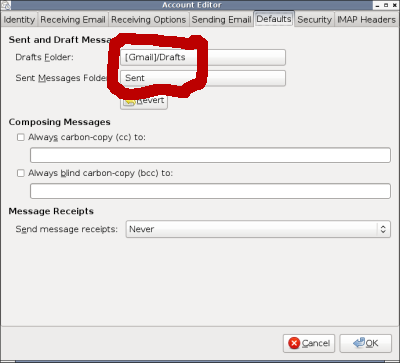 Account Editor
Identity Receiving Email Receiving Options Sending Email Defaults Security IMAP Headers
Sent and Draft Messa
Drafts Folder: [Gmail]/Drafts
Sent Messages Folde Sent
Revert
Composing Messages
Always carbon-copy (cc) to:
Always blind carbon-copy (bcc) to:
Message Receipts
Send message receipts: Never
Cancel OK